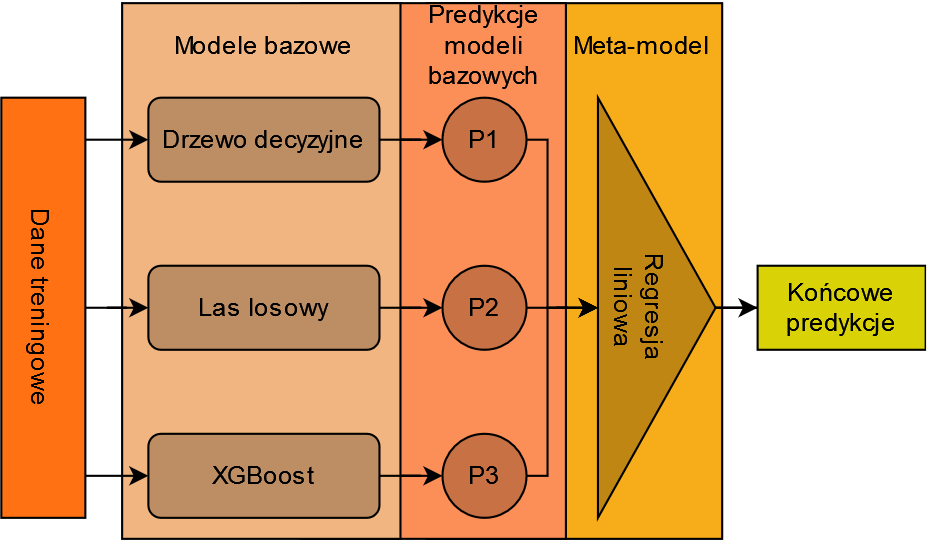 Modele bazowe
Predykcje
modeli
bazowych
Meta-model
Dane treningowe
Drzewo decyzyjne
P1
Las losowy
P2
XGBoost
P3
Regresja
liniowa
Końcowe
predykcje